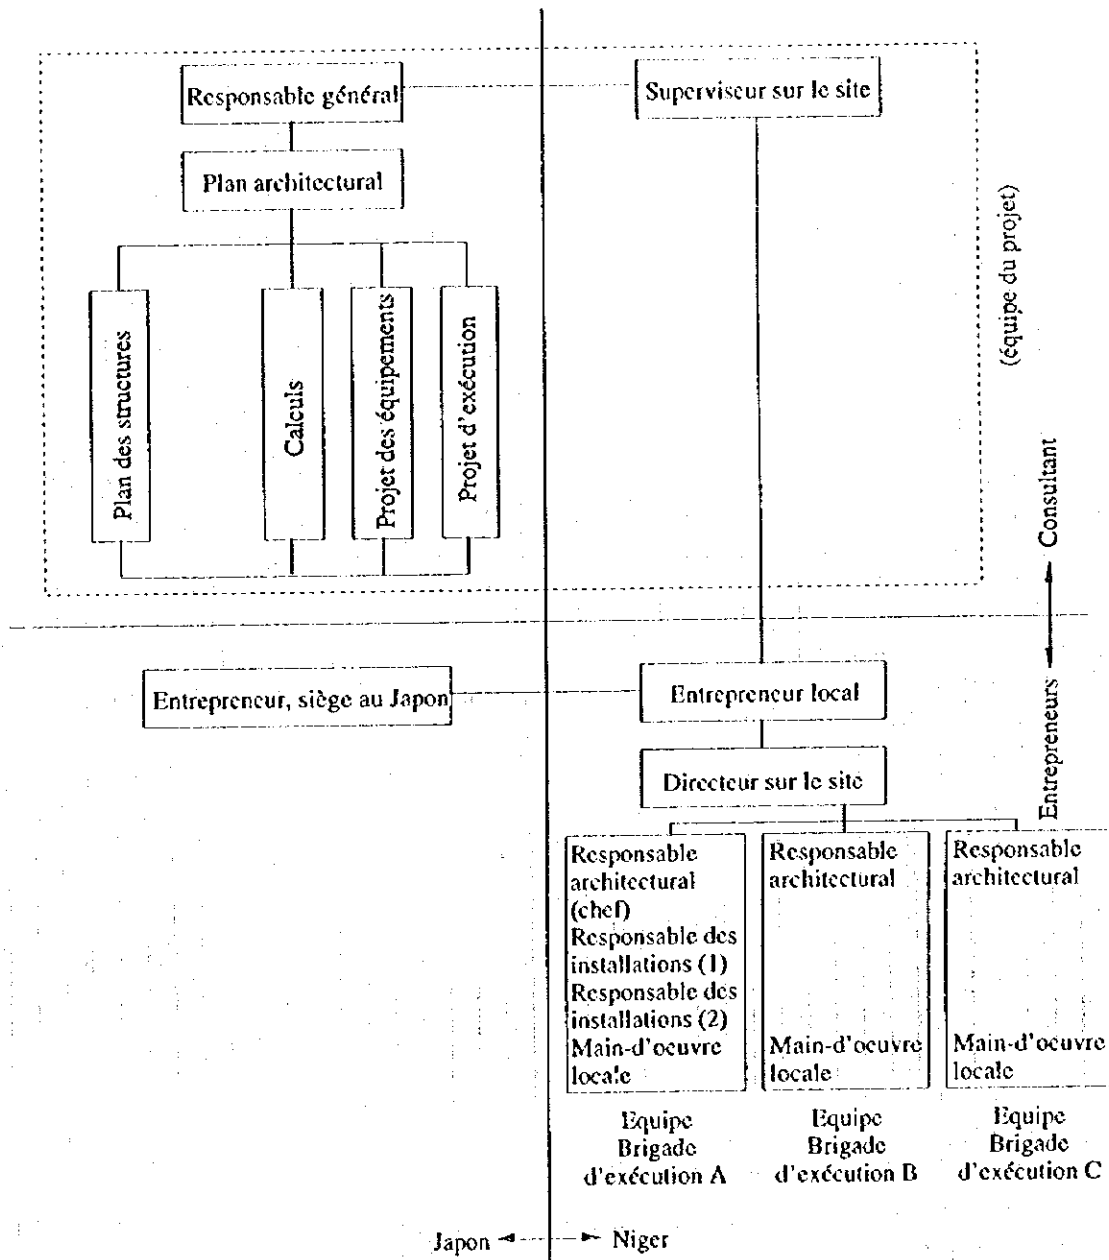 Responsable général
Superviseur sur le site
Plan architectural
Plan des structures
Calculs
Projet des équipements
Projet d'exécution
(équipe du projet)
Consultant
Entrepreneurs
Entrepreneur, siège au Japon
Entrepreneur local
Directeur sur le site
Responsable
architectural
(chef)
Responsable des
installations (1)
Responsable des
installations (2)
Main-d'oeuvre
locale
Responsable
architectural
Main-d'oeuvre
locale
Responsable
architectural
Main-d'oeuvre
locale
Equipe
Brigade
d'exécution A
Equipe
Brigade
d'exécution B
Equipe
Brigade
d'exécution C
Japon
Niger